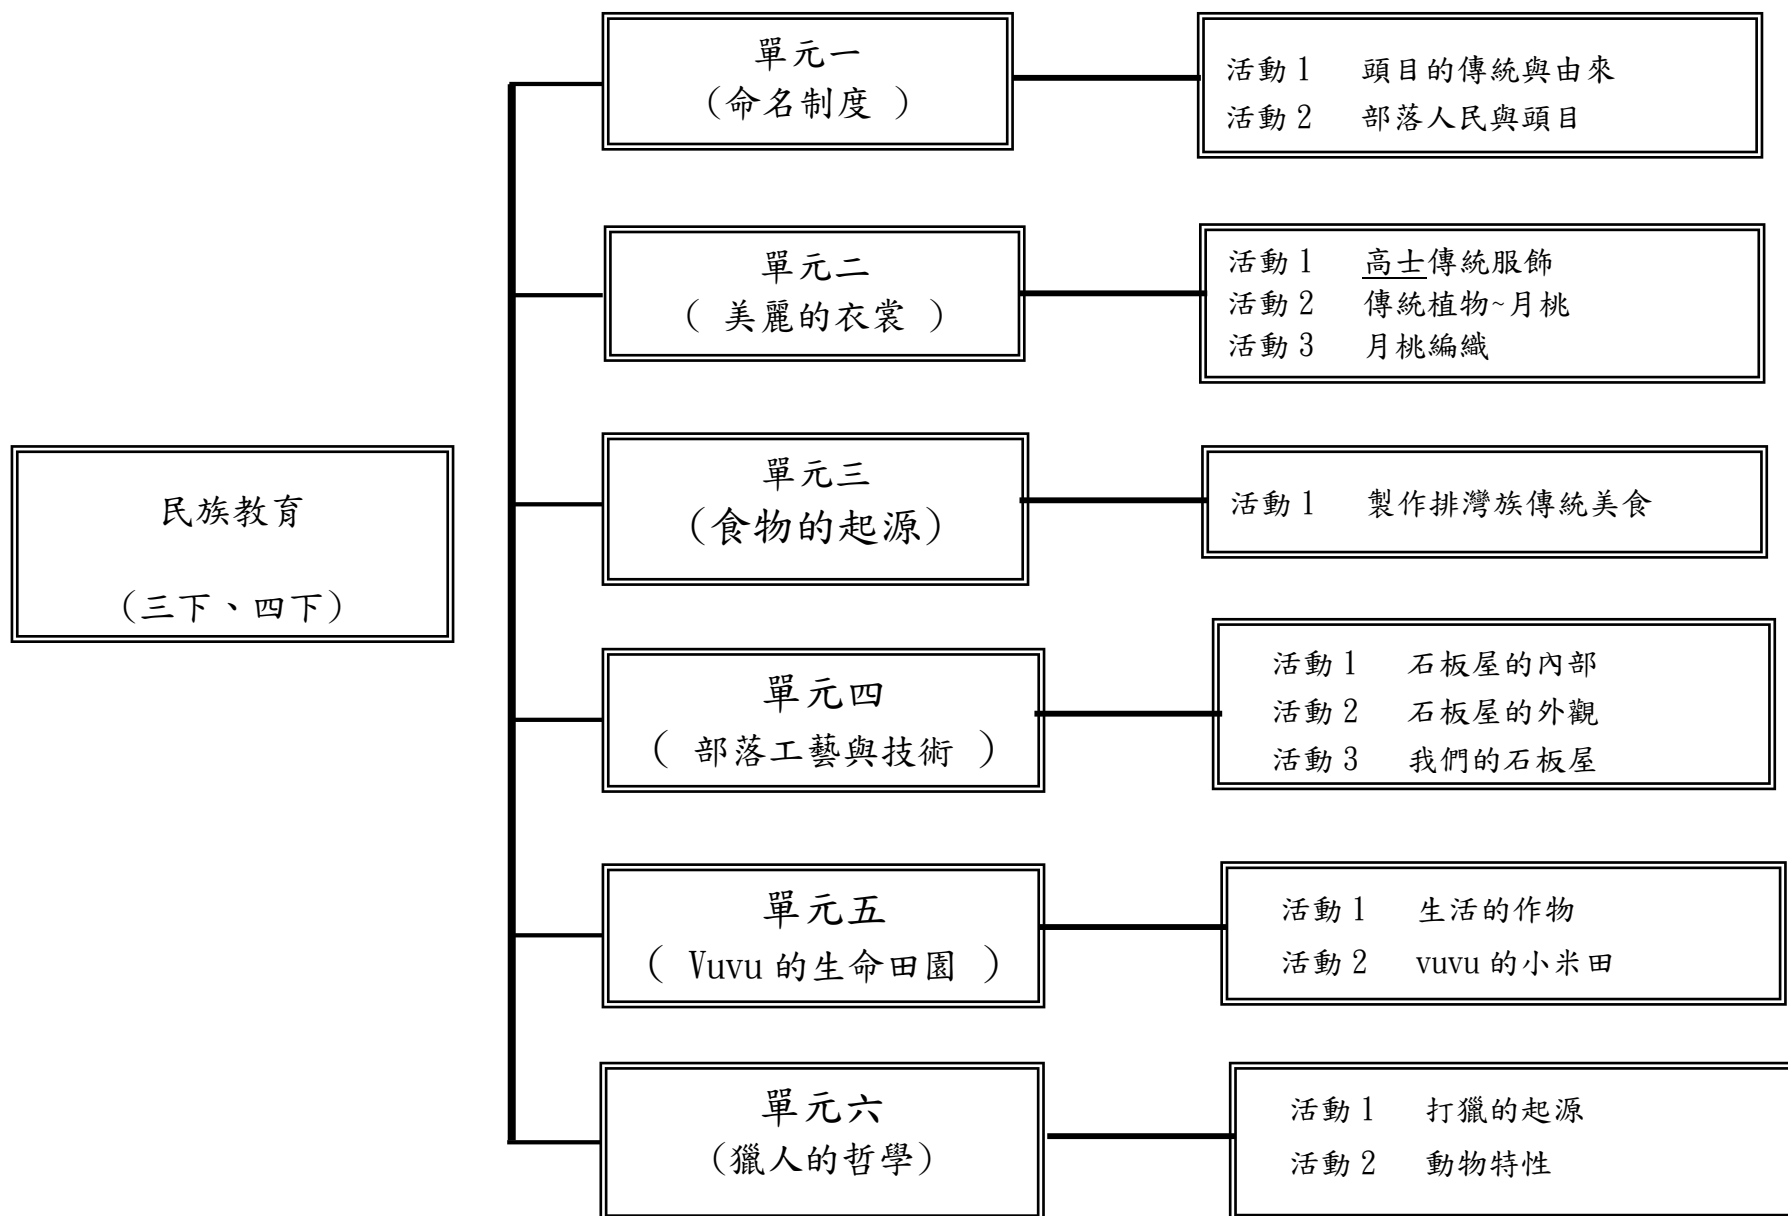 民族教育
(三下、四下)
單元一
(命名制度 )
活動 1 頭目的傳統與由來
活動 2 部落人民與頭目
單元二
( 美麗的衣裳 )
活動 1 高士傳統服飾
活動 2 傳統植物~月桃
活動 3 月桃編織
單元三
(食物的起源)
活動 1 製作排灣族傳統美食
單元四
( 部落工藝與技術 )
活動 1 石板屋的內部
活動 2 石板屋的外觀
活動 3 我們的石板屋
單元五
( Vuvu 的生命田園 )
活動 1 生活的作物
活動 2 vuvu 的小米田
單元六
(獵人的哲學)
活動 1 打獵的起源
活動 2 動物特性